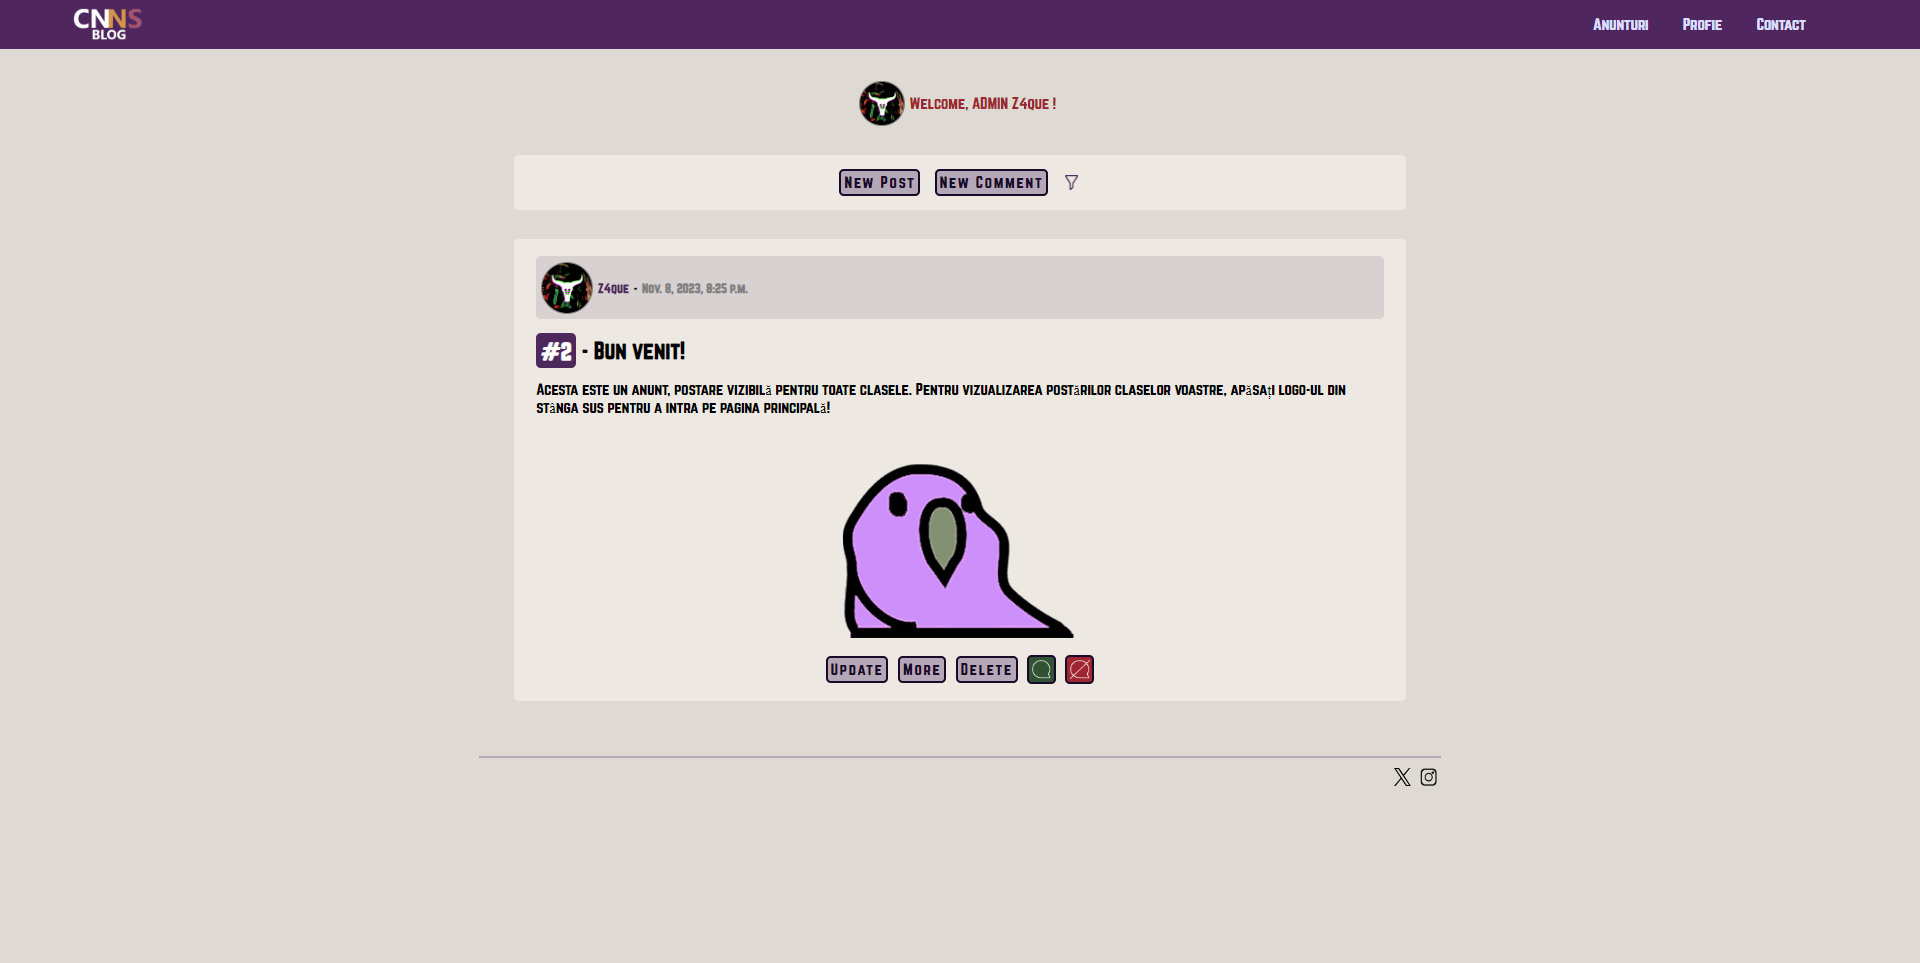 CNNS
BLOG
Anunturi Profie Contact
Welcome, ADMIN Z4que !
New Post New Comment
Z4que - Nov. 8, 2023, 8:25 p.m.
#2 - Bun venit!
Acesta este un anunt, postare vizibilă pentru toate clasele. Pentru vizualizarea postărilor claselor voastre, apăsați logo-ul din
stânga sus pentru a intra pe pagina principală!
Update More Delete